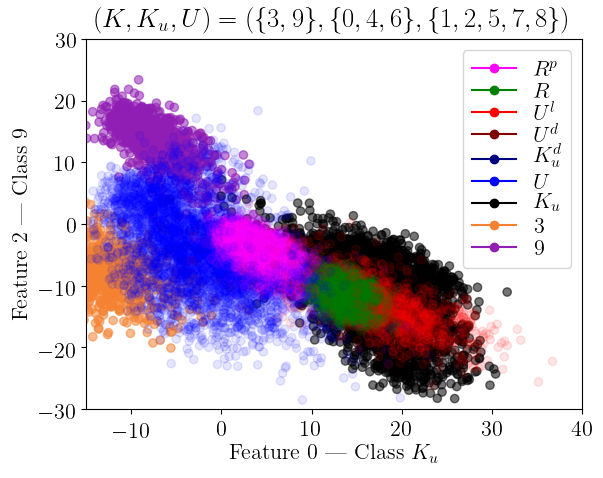 (K, K_u, U) = ({3, 9}, {0, 4, 6}, {1, 2, 5, 7, 8})
30
20
10
0
−10
−20
−30
−10
0
10
20
30
40
Feature 2 — Class 9
Feature 0 — Class K_u
R^p
R
U^l
U^d
K_u^d
U
K_u
3
9